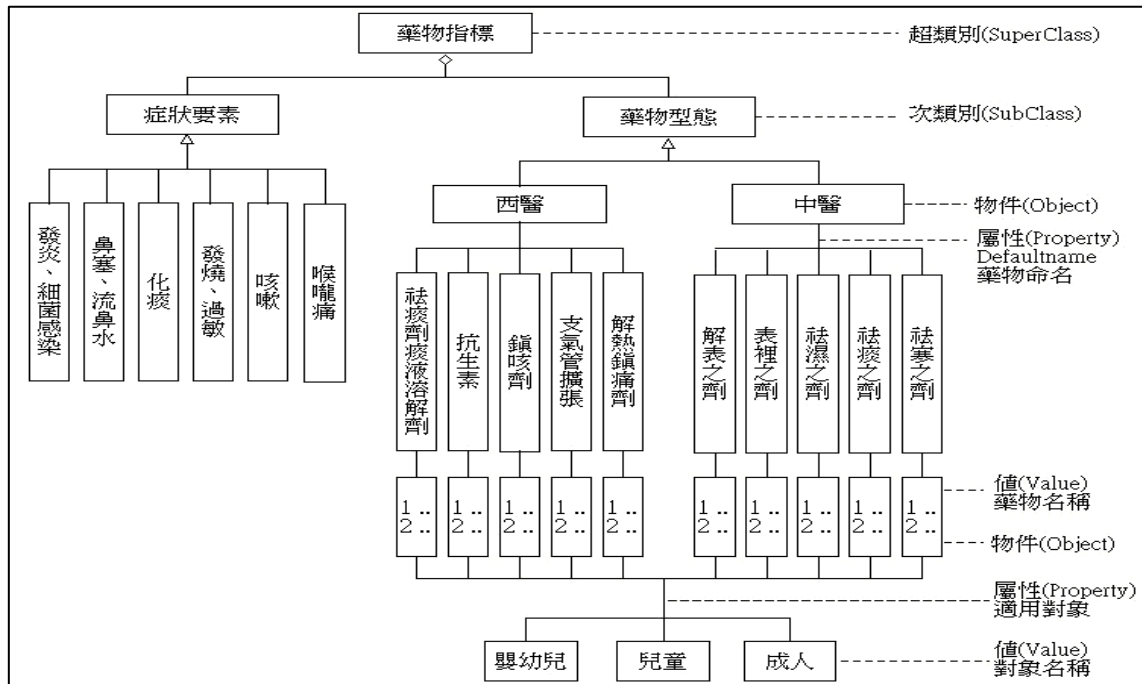 藥物指標
超類別(SuperClass)
症狀要素
藥物型態
次類別(SubClass)
西醫
中醫
物件(Object)
屬性(Property)
Defaultname
藥物命名
發炎、細菌感染
鼻塞、流鼻水
化痰
發燒、過敏
咳嗽
喉嚨痛
祛痰劑痰液溶解劑
抗生素
鎮咳劑
支氣管擴張
解熱鎮痛劑
解表之劑
表裡之劑
祛濕之劑
祛痰之劑
祛寒之劑
值(Value)
藥物名稱
1 ..
2 ..
1 ..
2 ..
1 ..
2 ..
1 ..
2 ..
1 ..
2 ..
1 ..
2 ..
1 ..
2 ..
1 ..
2 ..
1 ..
2 ..
1 ..
2 ..
物件(Object)
屬性(Property)
適用對象
嬰幼兒
兒童
成人
值(Value)
對象名稱